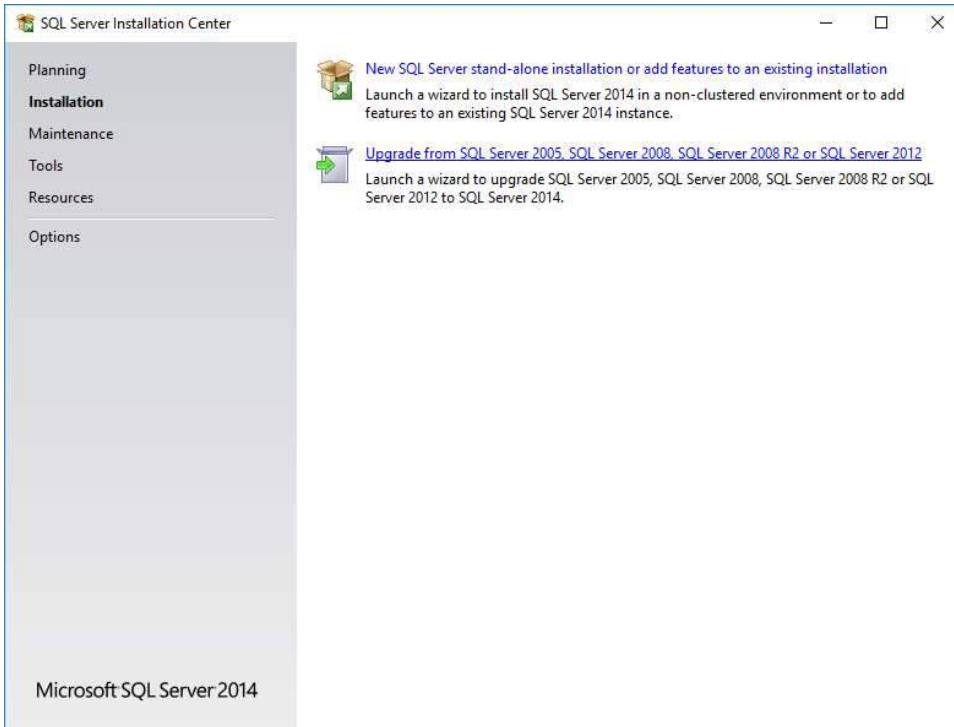 SQL Server Installation Center
Planning
Installation
Maintenance
Tools
Resources
Options
New SQL Server stand-alone installation or add features to an existing installation
Launch a wizard to install SQL Server 2014 in a non-clustered environment or to add
features to an existing SQL Server 2014 instance.
Upgrade from SQL Server 2005, SQL Server 2008, SQL Server 2008 R2 or SQL Server 2012
Launch a wizard to upgrade SQL Server 2005, SQL Server 2008, SQL Server 2008 R2 or SQL
Server 2012 to SQL Server 2014.
Microsoft SQL Server 2014